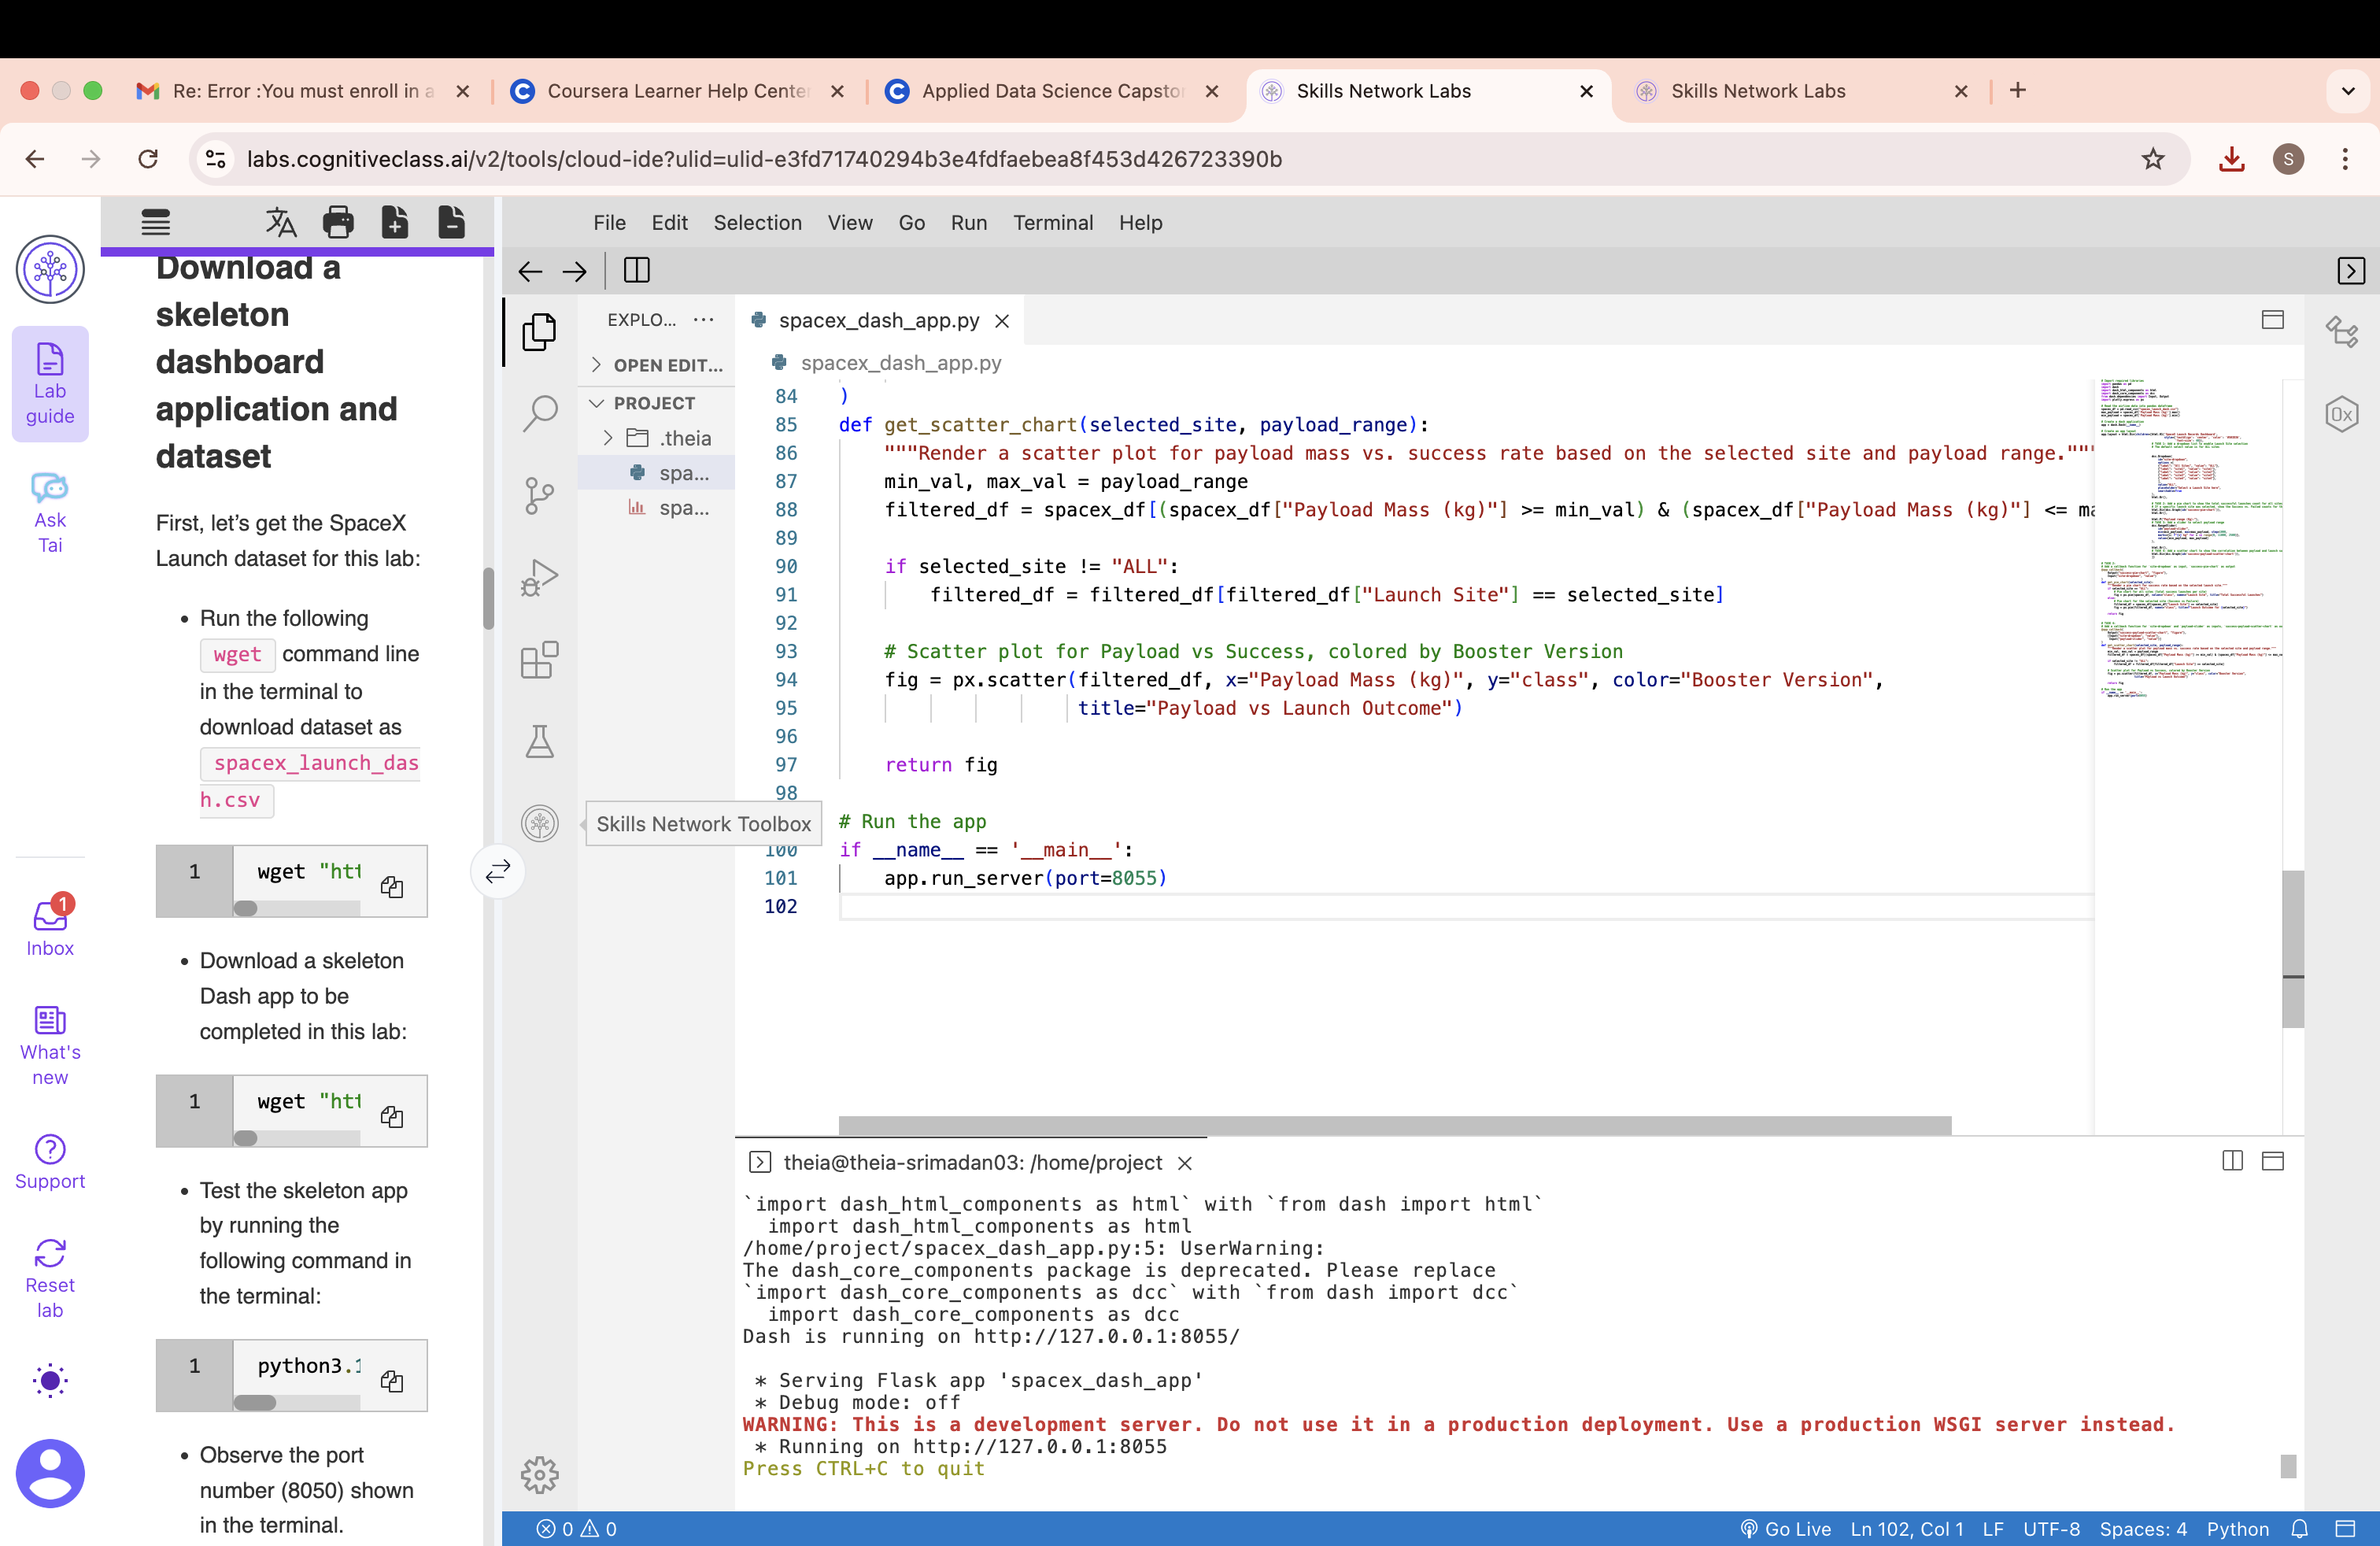 Re: Error :You must enroll in a
Coursera Learner Help Center
Applied Data Science Capsto
Skills Network Labs
Skills Network Labs
labs.cognitiveclass.ai/v2/tools/cloud-ide?ulid=ulid-e3fd71740294b3e4fdfaebea8f453d426723390b
S
Lab
guide
Ask
Tai
1
Inbox
What's
new
Support
Reset
lab
Download a
skeleton
dashboard
application and
dataset
First, let’s get the SpaceX
Launch dataset for this lab:
• Run the following
wget command line
in the terminal to
download dataset as
spacex_launch_das
h.csv
1 wget "htt
• Download a skeleton
Dash app to be
completed in this lab:
1 wget "htt
• Test the skeleton app
by running the
following command in
the terminal:
1 python3.1
• Observe the port
number (8050) shown
in the terminal.
File Edit Selection View Go Run Terminal Help
EXPLO... ···
OPEN EDIT...
PROJECT
.theia
spa...
spa...
Skills Network Toolbox
spacex_dash_app.py
spacex_dash_app.py
84 )
85 def get_scatter_chart(selected_site, payload_range):
86 """Render a scatter plot for payload mass vs. success rate based on the selected site and payload range."""
87 min_val, max_val = payload_range
88 filtered_df = spacex_df[(spacex_df["Payload Mass (kg)"] >= min_val) & (spacex_df["Payload Mass (kg)"] <= ma
89
90 if selected_site != "ALL":
91 filtered_df = filtered_df[filtered_df["Launch Site"] == selected_site]
92
93 # Scatter plot for Payload vs Success, colored by Booster Version
94 fig = px.scatter(filtered_df, x="Payload Mass (kg)", y="class", color="Booster Version",
95 title="Payload vs Launch Outcome")
96
97 return fig
98
# Run the app
100 if __name__ == '__main__':
101 app.run_server(port=8055)
102
theia@theia-srimadan03: /home/project
`import dash_html_components as html` with `from dash import html`
import dash_html_components as html
/home/project/spacex_dash_app.py:5: UserWarning:
The dash_core_components package is deprecated. Please replace
`import dash_core_components as dcc` with `from dash import dcc`
import dash_core_components as dcc
Dash is running on http://127.0.0.1:8055/
* Serving Flask app 'spacex_dash_app'
* Debug mode: off
WARNING: This is a development server. Do not use it in a production deployment. Use a production WSGI server instead.
* Running on http://127.0.0.1:8055
Press CTRL+C to quit
0 0
Go Live Ln 102, Col 1 LF UTF-8 Spaces: 4 Python